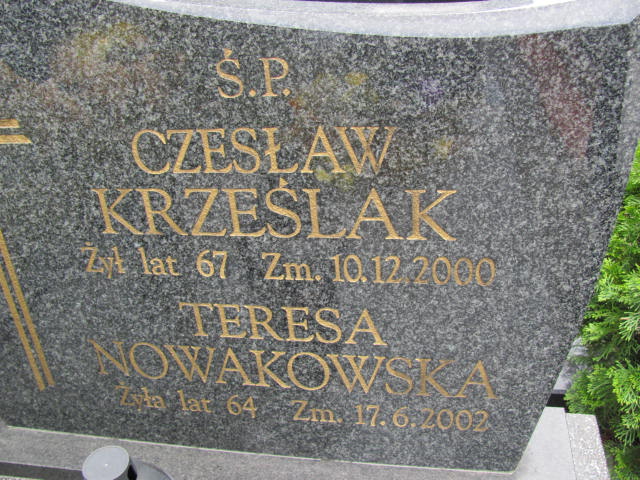 Ś.P.
CZESŁAW
KRZEŚLAK
Żył lat 67 Zm. 10.12.2000
TERESA
NOWAKOWSKA
Żyła lat 64 Zm. 17.6.2002